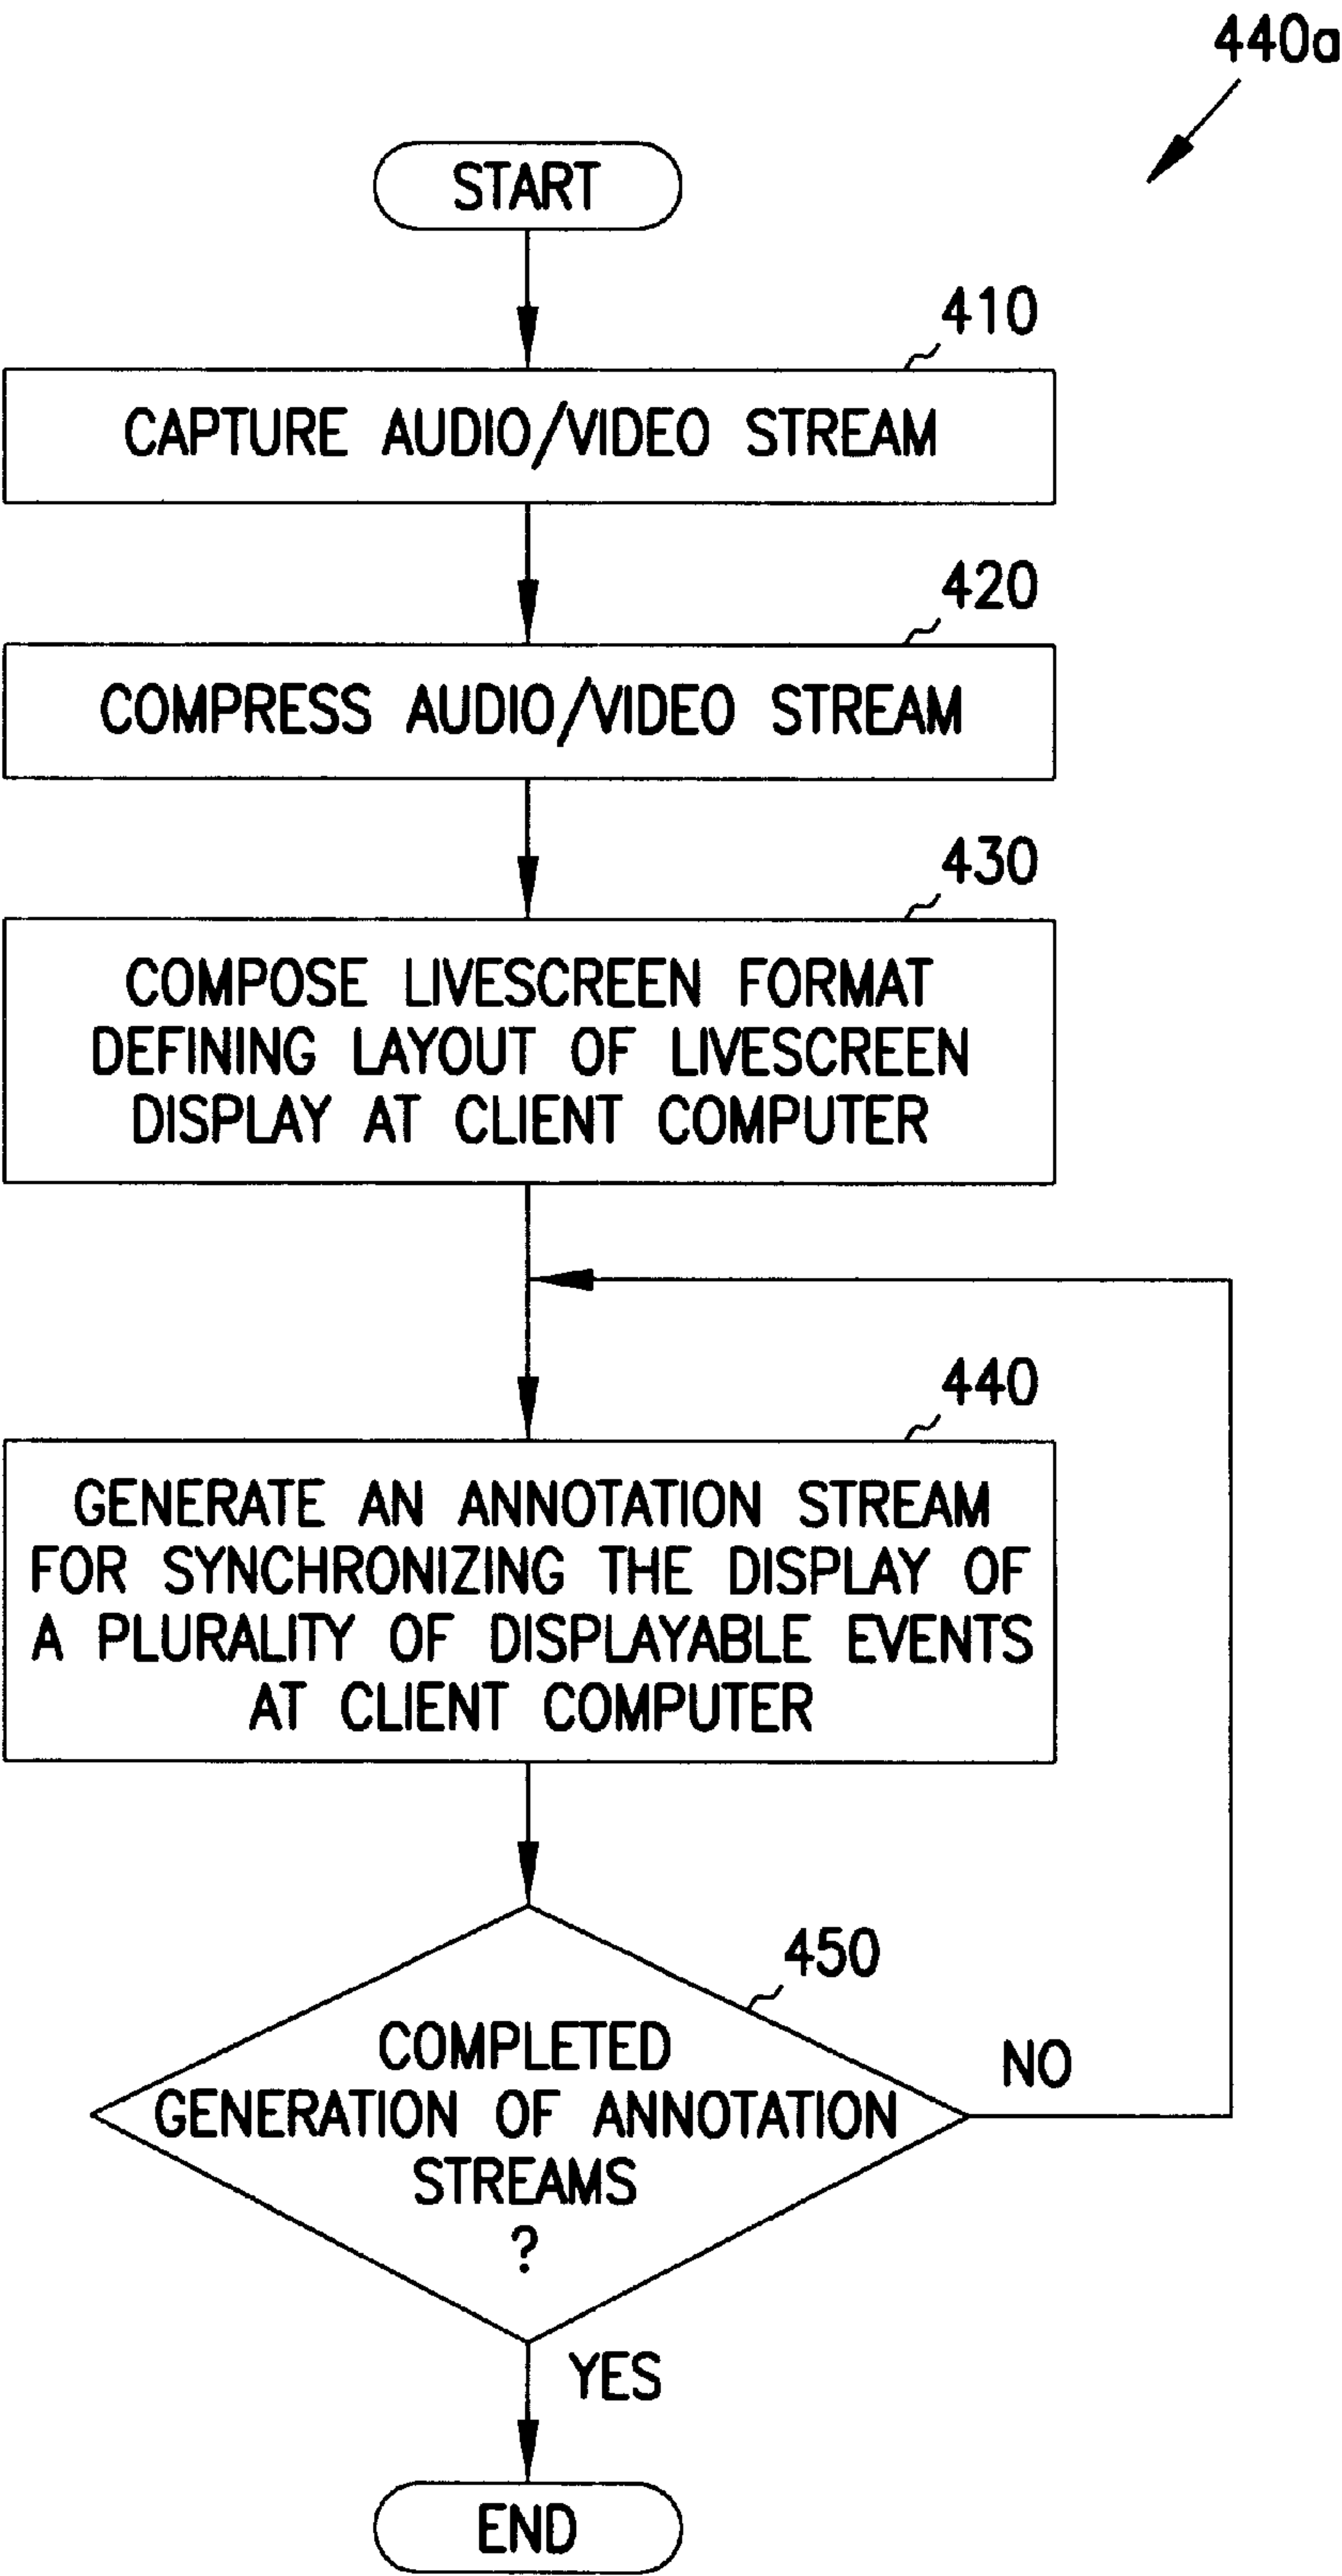 440a
START
410
CAPTURE AUDIO/VIDEO STREAM
420
COMPRESS AUDIO/VIDEO STREAM
430
COMPOSE LIVESCREEN FORMAT
DEFINING LAYOUT OF LIVESCREEN
DISPLAY AT CLIENT COMPUTER
440
GENERATE AN ANNOTATION STREAM
FOR SYNCHRONIZING THE DISPLAY OF
A PLURALITY OF DISPLAYABLE EVENTS
AT CLIENT COMPUTER
450
COMPLETED
GENERATION OF ANNOTATION
STREAMS
?
NO
YES
END